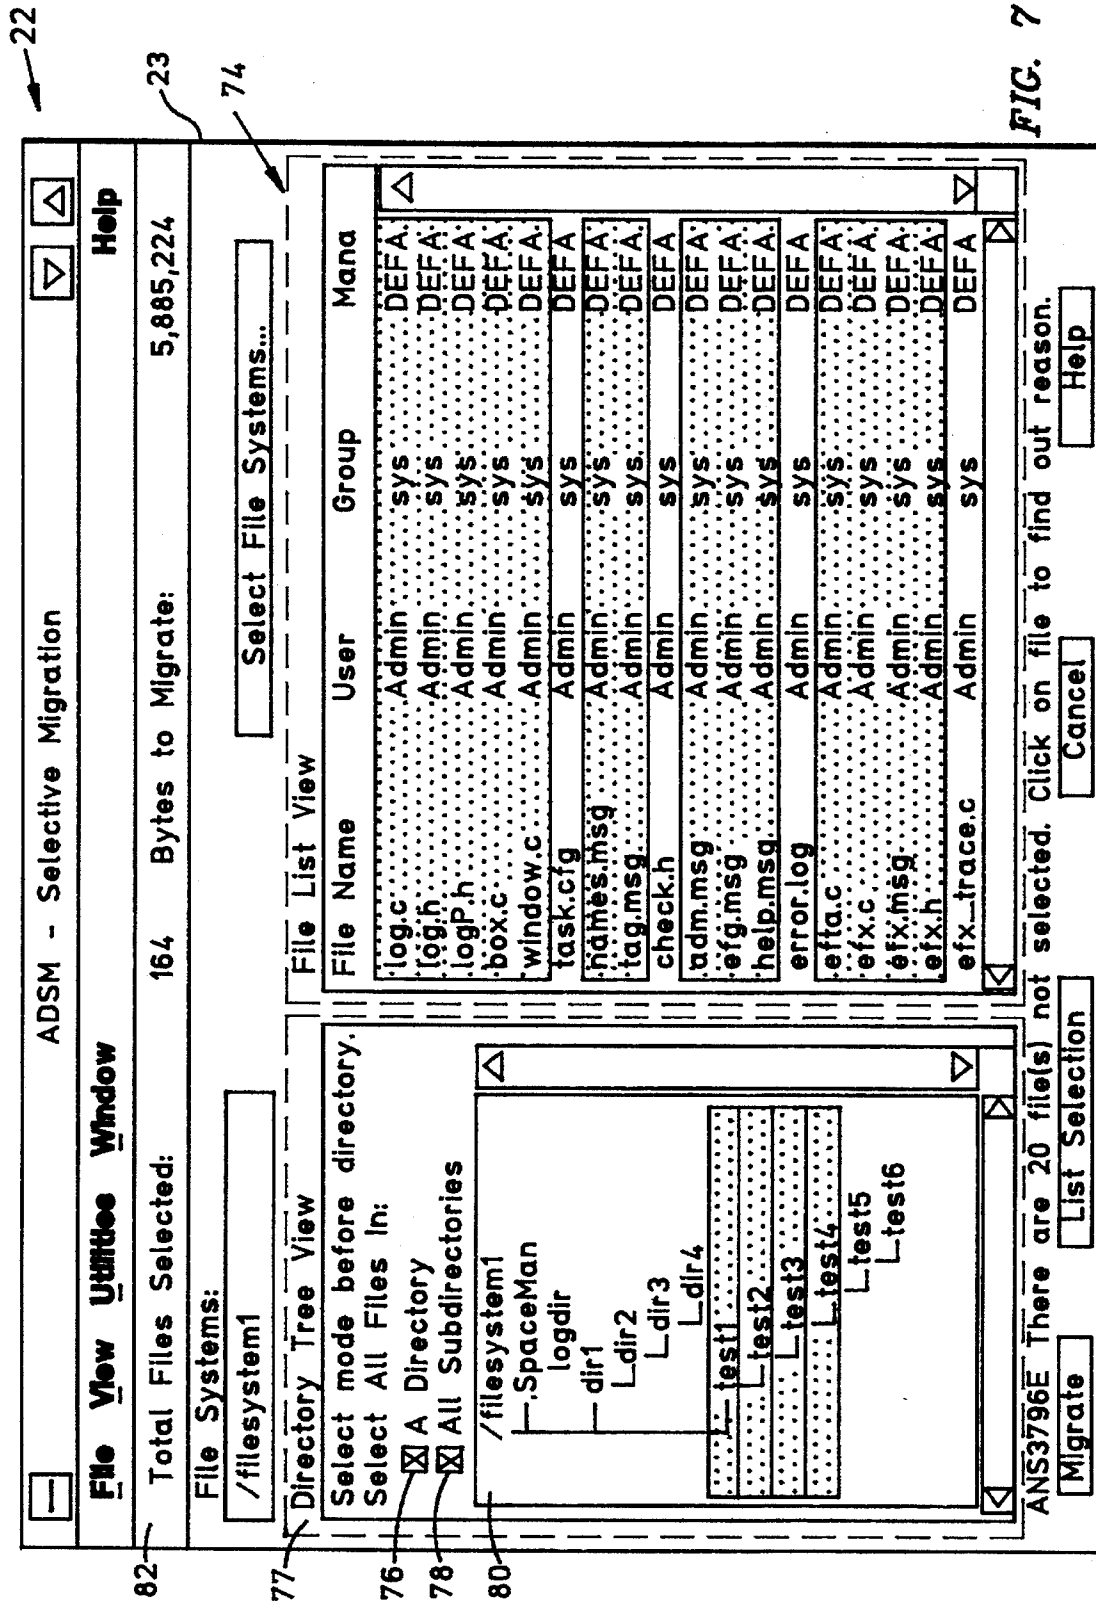 22
ADSM - Selective Migration
File View Utilities Window Help
82
Total Files Selected: 164 Bytes to Migrate: 5,885,224
23
File Systems:
/filesystem1
Select File Systems...
74
77
Directory Tree View
Select mode before directory.
Select All Files In:
76
A Directory
78
All Subdirectories
80
/filesystem1
.SpaceMan
logdir
dir1
dir2
dir3
dir4
test1
test2
test3
test4
test5
test6
File List View
File Name User Group Mana
log.c Admin sys DEFA
log.h Admin sys DEFA
logP.h Admin sys DEFA
box.c Admin sys DEFA
window.c Admin sys DEFA
task.cfg Admin sys DEFA
names.msg Admin sys DEFA
tag.msg Admin sys DEFA
check.h Admin sys DEFA
adm.msg Admin sys DEFA
efg.msg Admin sys DEFA
help.msg Admin sys DEFA
error.log Admin sys DEFA
efta.c Admin sys DEFA
efx.c Admin sys DEFA
efx.msg Admin sys DEFA
efx.h Admin sys DEFA
efx_trace.c Admin sys DEFA
ANS3796E There are 20 file(s) not selected. Click on file to find out reason.
Migrate List Selection Cancel Help
FIG. 7